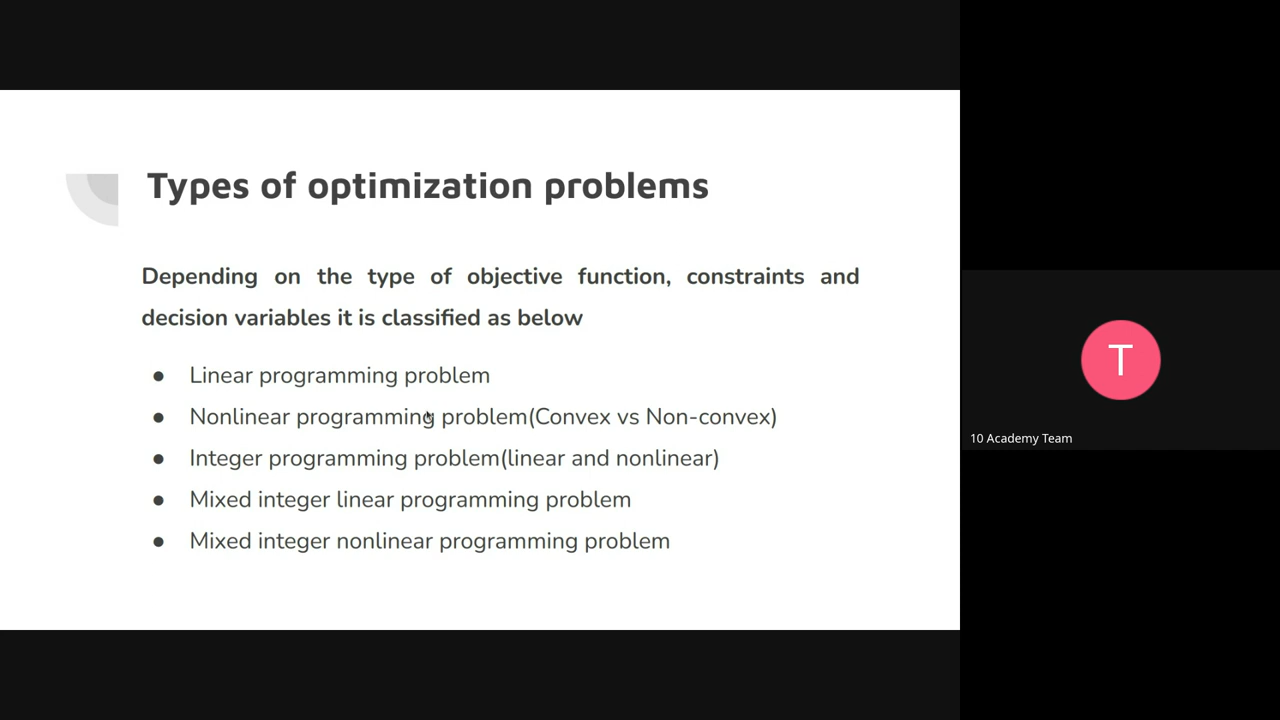 Types of optimization problems
Depending on the type of objective function, constraints and
decision variables it is classified as below
● Linear programming problem
● Nonlinear programming problem(Convex vs Non-convex)
● Integer programming problem(linear and nonlinear)
● Mixed integer linear programming problem
● Mixed integer nonlinear programming problem
T
10 Academy Team